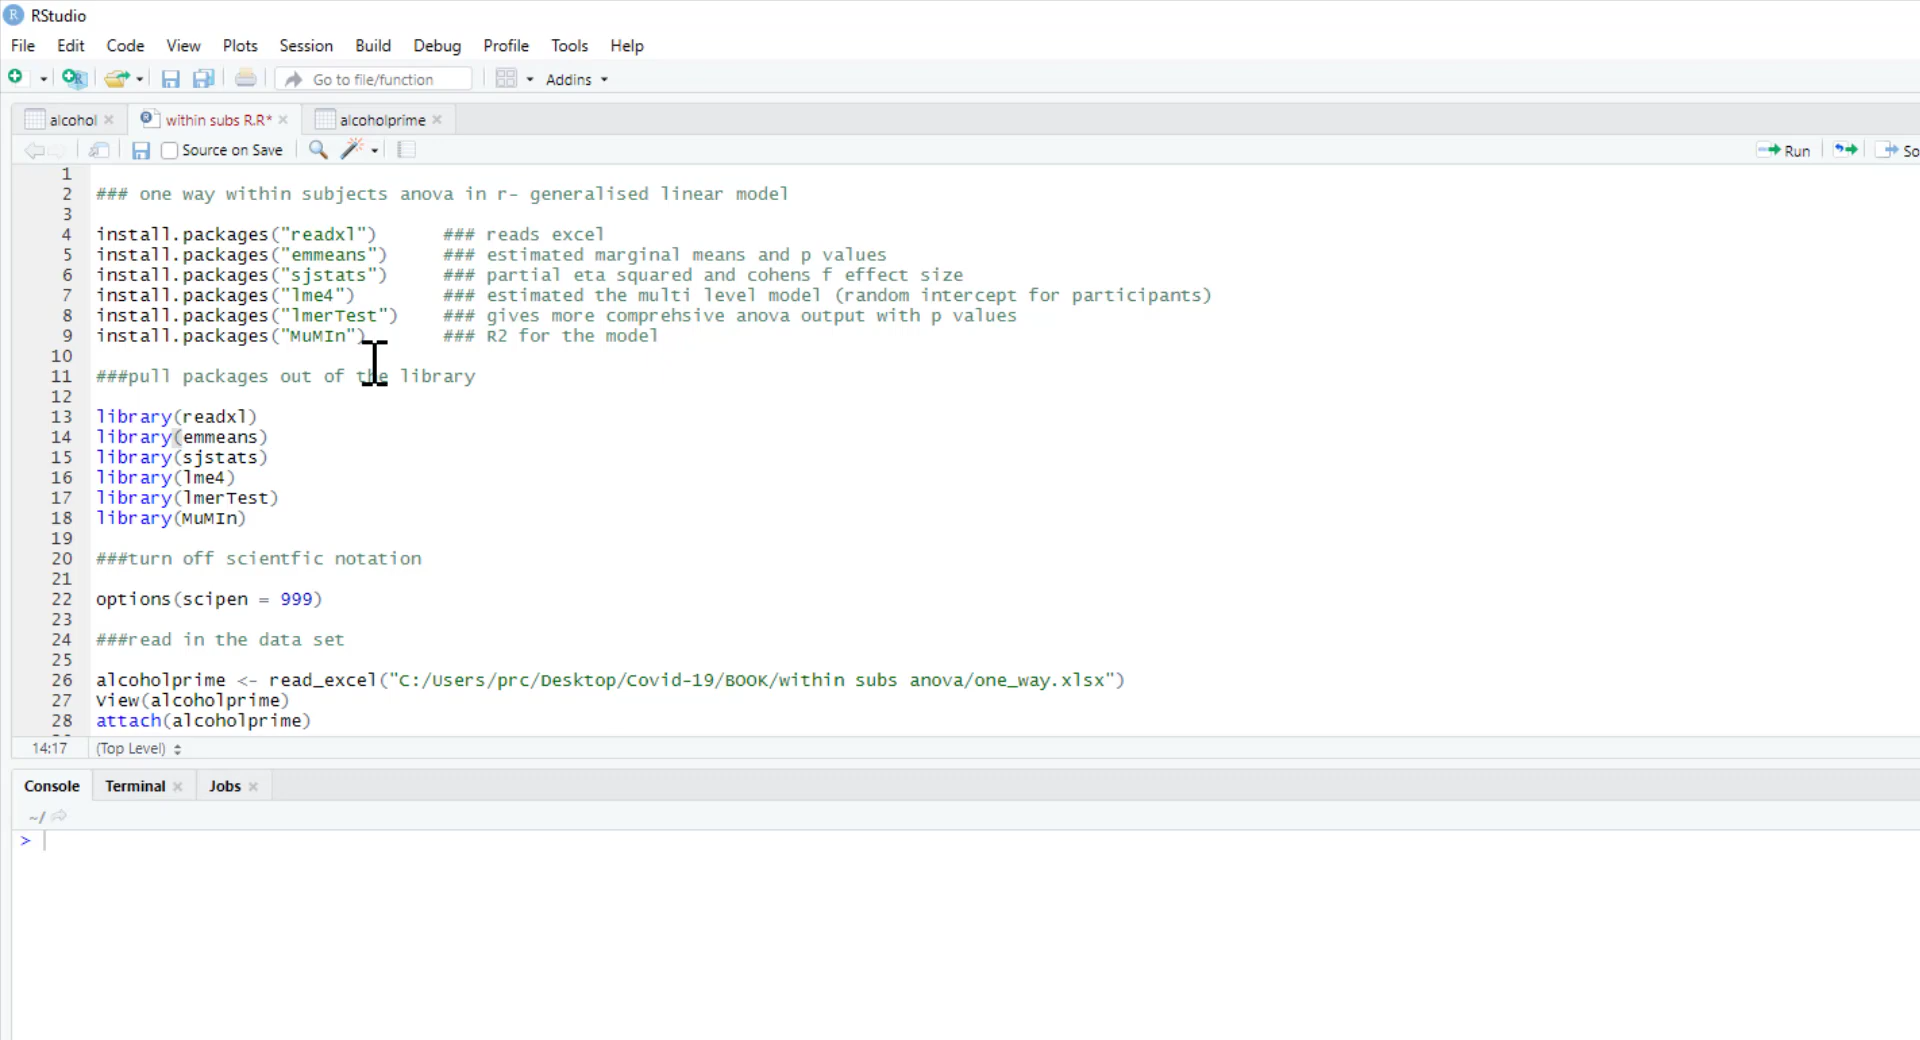 RStudio
File Edit Code View Plots Session Build Debug Profile Tools Help
Go to file/function Addins
alcohol within subs R.R* alcoholprime
Source on Save Run So
1
2 ### one way within subjects anova in r- generalised linear model
3
4 install.packages("readxl") ### reads excel
5 install.packages("emmeans") ### estimated marginal means and p values
6 install.packages("sjstats") ### partial eta squared and cohens f effect size
7 install.packages("lme4") ### estimated the multi level model (random intercept for participants)
8 install.packages("lmerTest") ### gives more comprehsive anova output with p values
9 install.packages("MuMIn") ### R2 for the model
10
11 ###pull packages out of the library
12
13 library(readxl)
14 library(emmeans)
15 library(sjstats)
16 library(lme4)
17 library(lmerTest)
18 library(MuMIn)
19
20 ###turn off scientfic notation
21
22 options(scipen = 999)
23
24 ###read in the data set
25
26 alcoholprime <- read_excel("C:/Users/prc/Desktop/Covid-19/BOOK/within subs anova/one_way.xlsx")
27 View(alcoholprime)
28 attach(alcoholprime)
14:17 (Top Level)
Console Terminal Jobs
~/
>